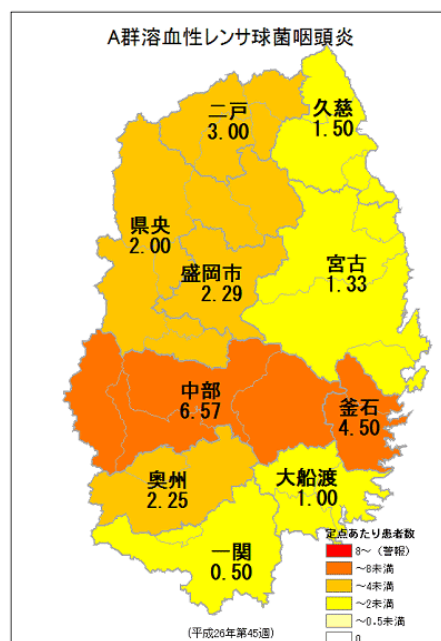 A群溶血性レンサ球菌咽頭炎
二戸
3.00
久慈
1.50
県央
2.00
盛岡市
2.29
宮古
1.33
中部
6.57
釜石
4.50
奥州
2.25
大船渡
1.00
一関
0.50
定点あたり患者数
8～（警報）
～8未満
～4未満
～2未満
～0.5未満
0
(平成26年第45週)